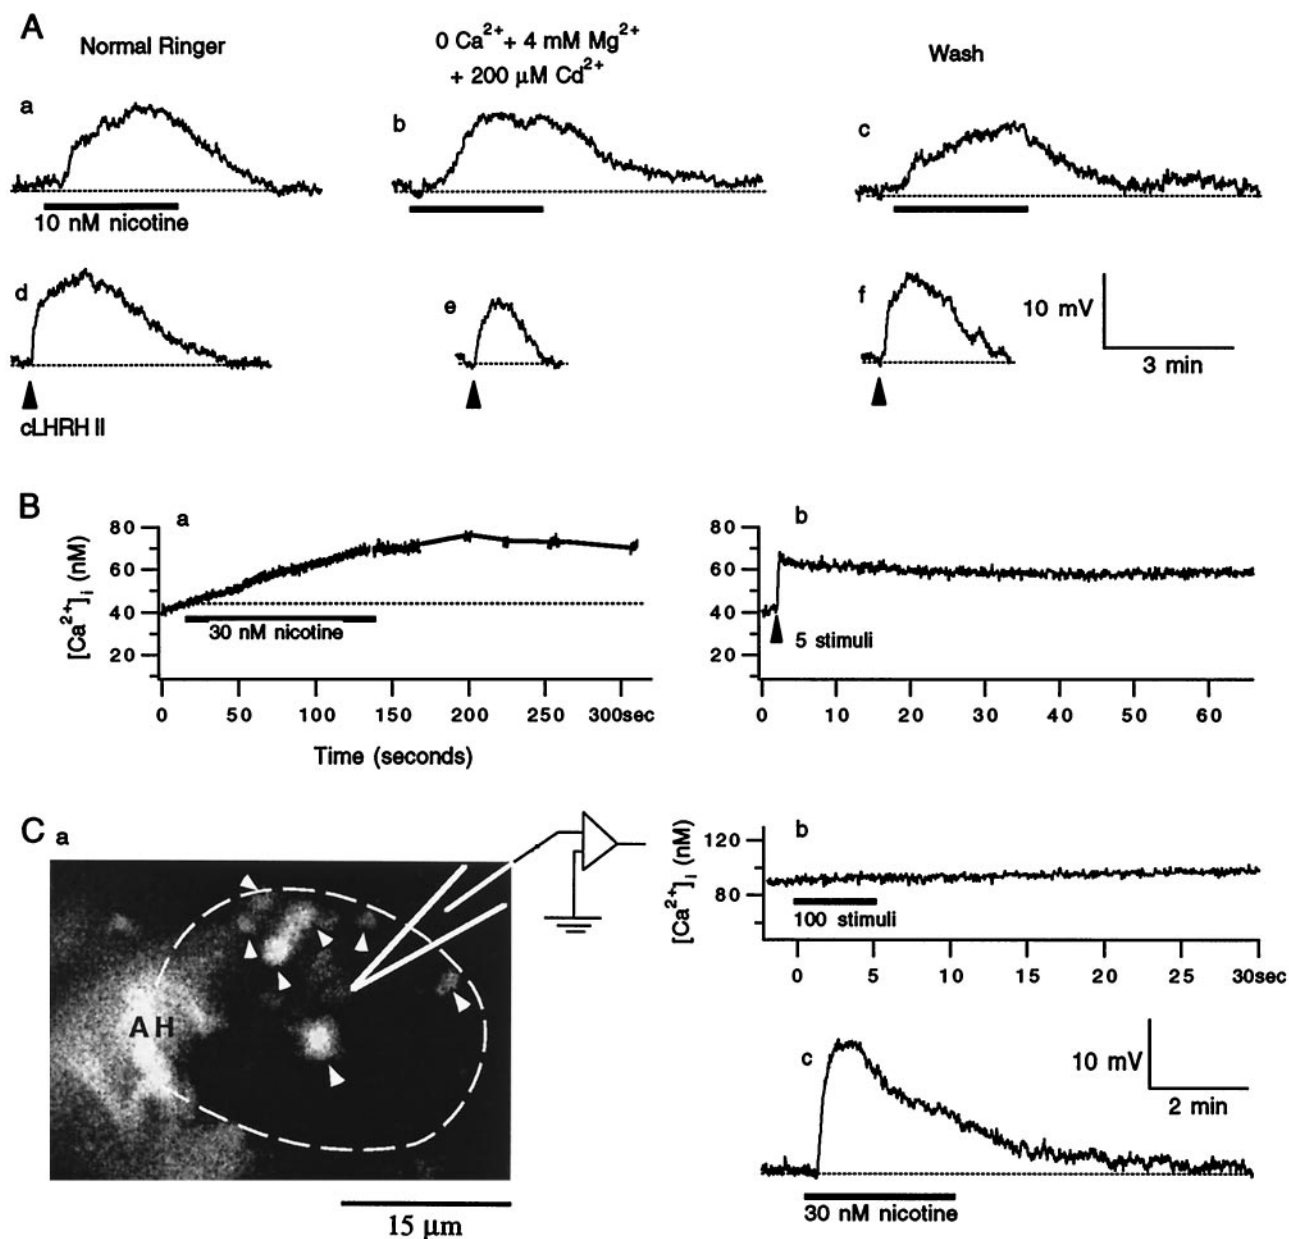 A
Normal Ringer
0 Ca2+ + 4 mM Mg2+
+ 200 µM Cd2+
Wash
a
b
c
10 nM nicotine
d
e
f
10 mV
3 min
cLHRH II
B
a
80
60
40
20
[Ca2+]i (nM)
30 nM nicotine
0 50 100 150 200 250 300sec
Time (seconds)
b
80
60
40
20
5 stimuli
0 10 20 30 40 50 60
C a
AH
15 µm
b
120
80
[Ca2+]i (nM)
100 stimuli
0 5 10 15 20 25 30sec
c
10 mV
2 min
30 nM nicotine